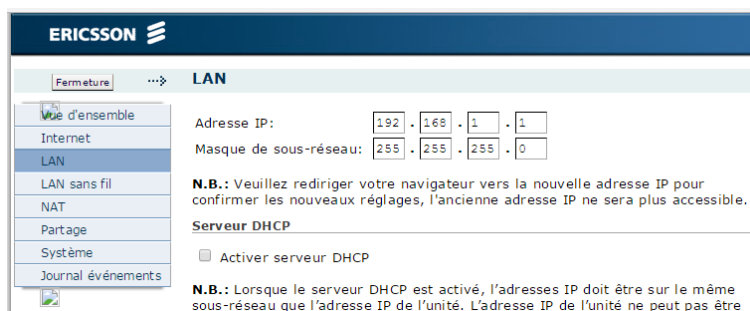 ERICSSON
Fermeture
LAN
Vue d'ensemble
Internet
LAN
LAN sans fil
NAT
Partage
Système
Journal événements
Adresse IP: 192 . 168 . 1 . 1
Masque de sous-réseau: 255 . 255 . 255 . 0
N.B.: Veuillez rediriger votre navigateur vers la nouvelle adresse IP pour
confirmer les nouveaux réglages, l'ancienne adresse IP ne sera plus accessible.
Serveur DHCP
Activer serveur DHCP
N.B.: Lorsque le serveur DHCP est activé, l'adresses IP doit être sur le même
sous-réseau que l'adresse IP de l'unité. L'adresse IP de l'unité ne peut pas être